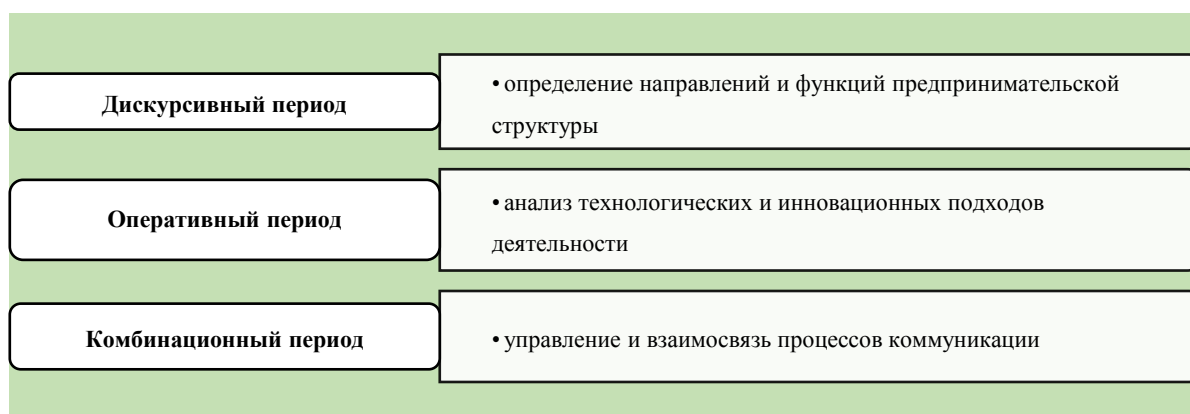 Дискурсивный период
• определение направлений и функций предпринимательской
структуры
Оперативный период
• анализ технологических и инновационных подходов
деятельности
Комбинационный период
• управление и взаимосвязь процессов коммуникации